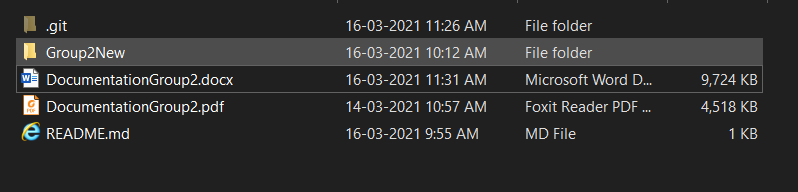 .git 16-03-2021 11:26 AM File folder
Group2New 16-03-2021 10:12 AM File folder
DocumentationGroup2.docx 16-03-2021 11:31 AM Microsoft Word D... 9,724 KB
DocumentationGroup2.pdf 14-03-2021 10:57 AM Foxit Reader PDF ... 4,518 KB
README.md 16-03-2021 9:55 AM MD File 1 KB